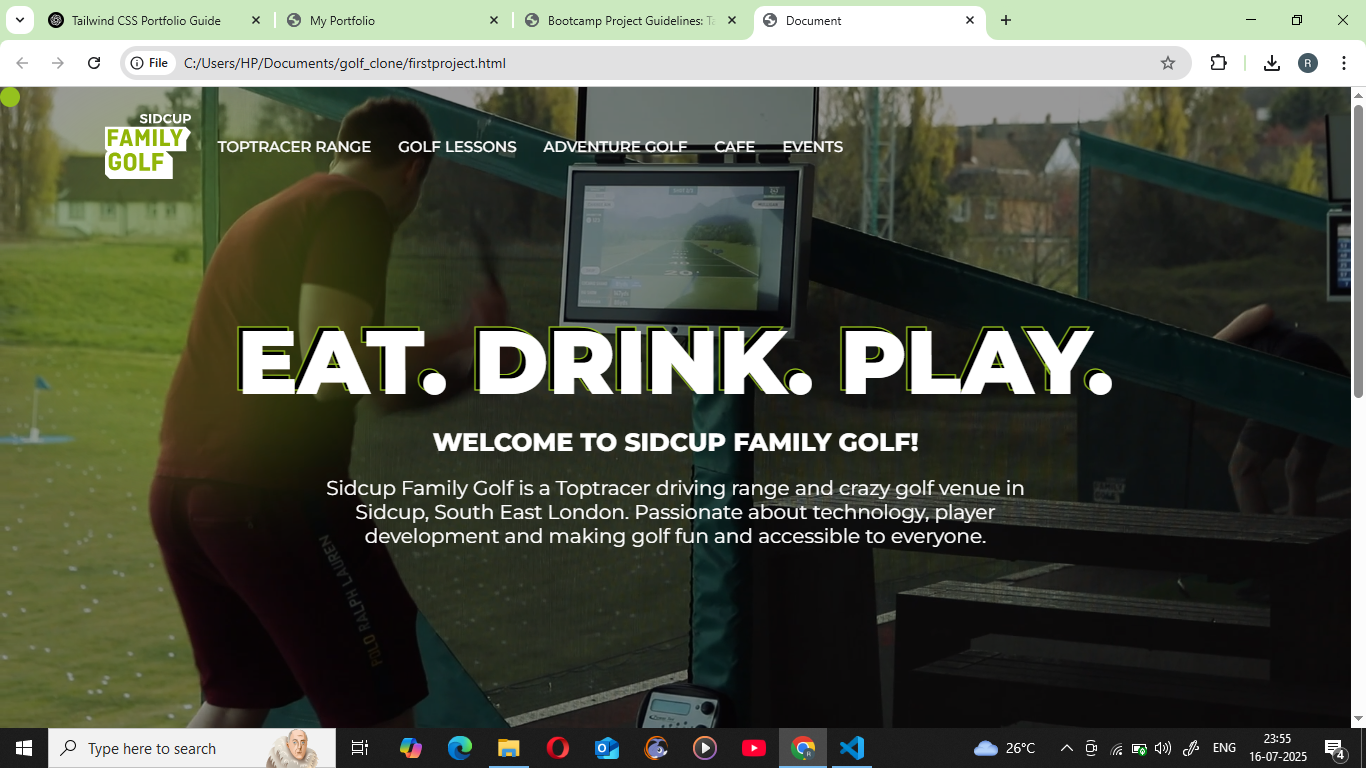 Tailwind CSS Portfolio Guide
My Portfolio
Bootcamp Project Guidelines:
Document
File
C:/Users/HP/Documents/golf_clone/firstproject.html
R
SIDCUP
FAMILY
GOLF
TOPTRACER RANGE
GOLF LESSONS
ADVENTURE GOLF
CAFE
EVENTS
EAT. DRINK. PLAY.
WELCOME TO SIDCUP FAMILY GOLF!
Sidcup Family Golf is a Toptracer driving range and crazy golf venue in
Sidcup, South East London. Passionate about technology, player
development and making golf fun and accessible to everyone.
POLO RALPH LAUREN
Type here to search
26°C
ENG
23:55
16-07-2025
4